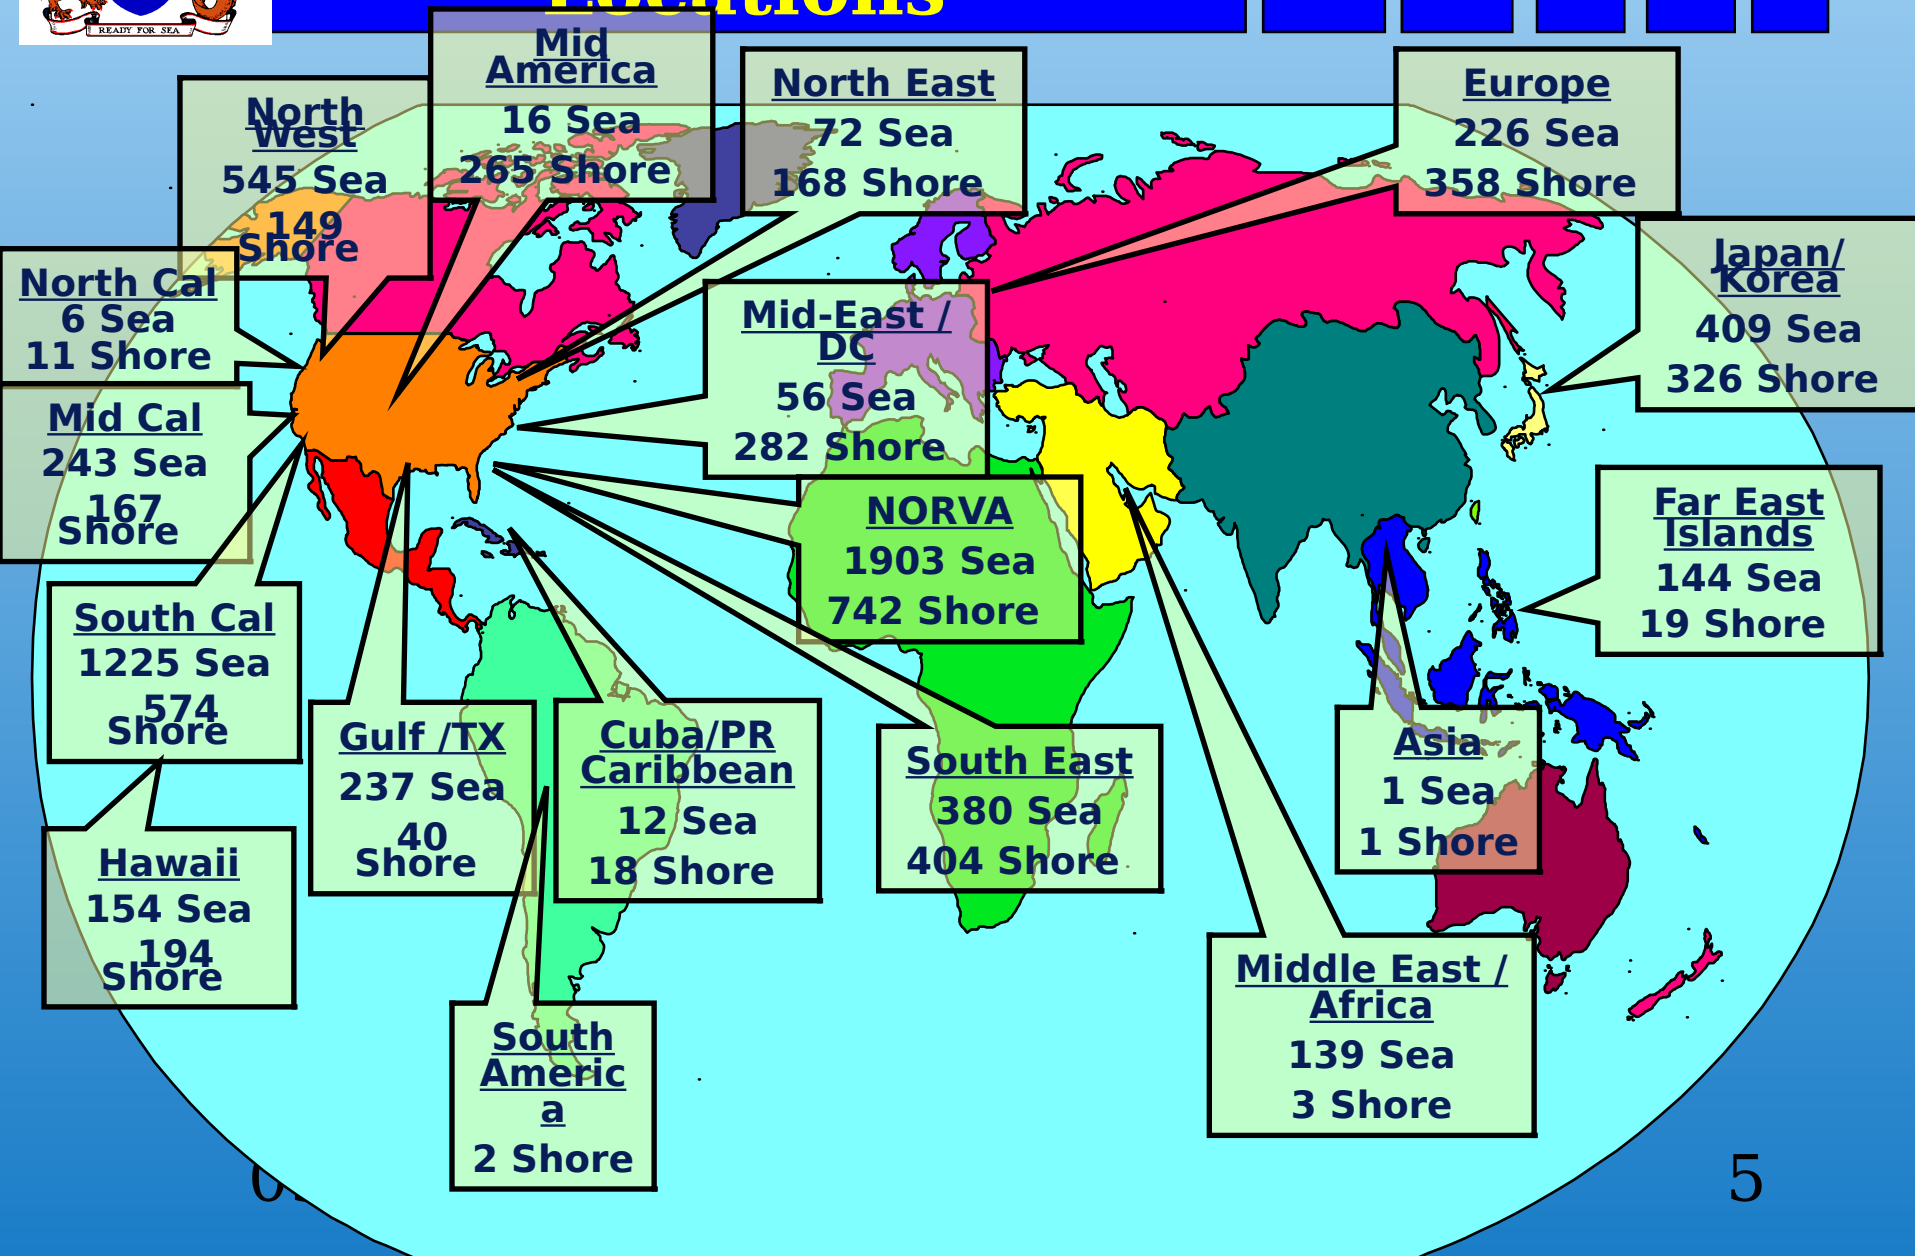 Locations
READY FOR SEA
Mid
America
16 Sea
265 Shore
North East
72 Sea
168 Shore
Europe
226 Sea
358 Shore
North
West
545 Sea
149
Shore
Japan/
Korea
409 Sea
326 Shore
North Cal
6 Sea
11 Shore
Mid-East /
DC
56 Sea
282 Shore
Mid Cal
243 Sea
167
Shore
NORVA
1903 Sea
742 Shore
Far East
Islands
144 Sea
19 Shore
South Cal
1225 Sea
574
Shore
Gulf /TX
237 Sea
40
Shore
Cuba/PR
Caribbean
12 Sea
18 Shore
South East
380 Sea
404 Shore
Asia
1 Sea
1 Shore
Hawaii
154 Sea
194
Shore
Middle East /
Africa
139 Sea
3 Shore
South
Americ
a
2 Shore
5